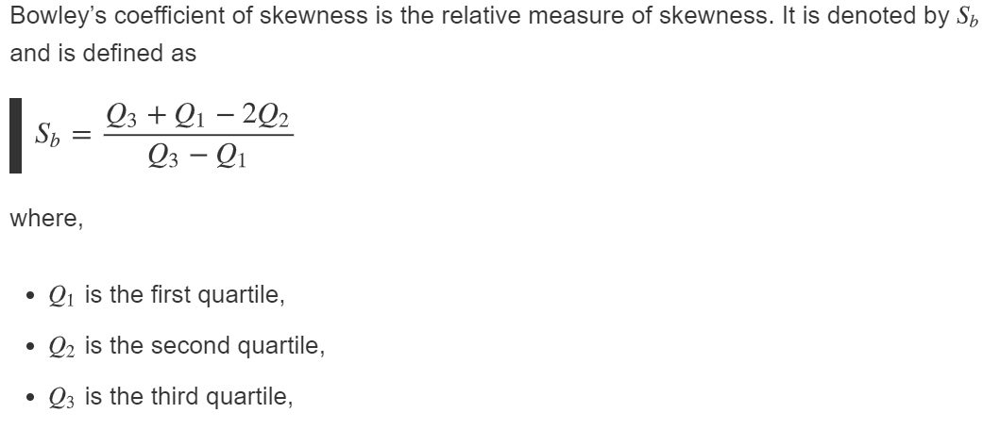 Bowley’s coefficient of skewness is the relative measure of skewness. It is denoted by S_b
and is defined as
S_b = \frac{Q_3 + Q_1 − 2Q_2}{Q_3 − Q_1}
where,
• Q_1 is the first quartile,
• Q_2 is the second quartile,
• Q_3 is the third quartile,